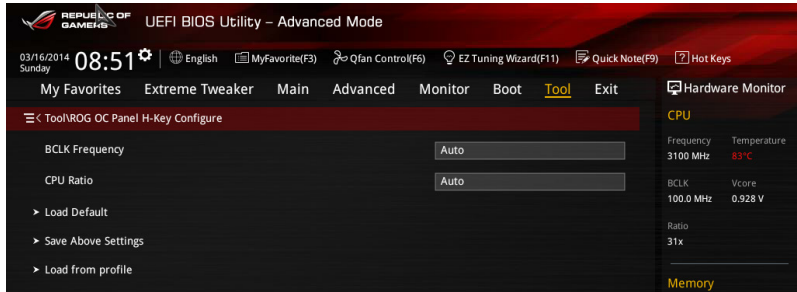 REPUBLIC OF
GAMERS
UEFI BIOS Utility – Advanced Mode
03/16/2014
Sunday
08:51
English
MyFavorite(F3)
Qfan Control(F6)
EZ Tuning Wizard(F11)
Quick Note(F9)
? Hot Keys
My Favorites Extreme Tweaker Main Advanced Monitor Boot Tool Exit
Hardware Monitor
< Tool\ROG OC Panel H-Key Configure
BCLK Frequency Auto
CPU Ratio Auto
> Load Default
> Save Above Settings
> Load from profile
CPU
Frequency Temperature
3100 MHz 83°C
BCLK Vcore
100.0 MHz 0.928 V
Ratio
31x
Memory